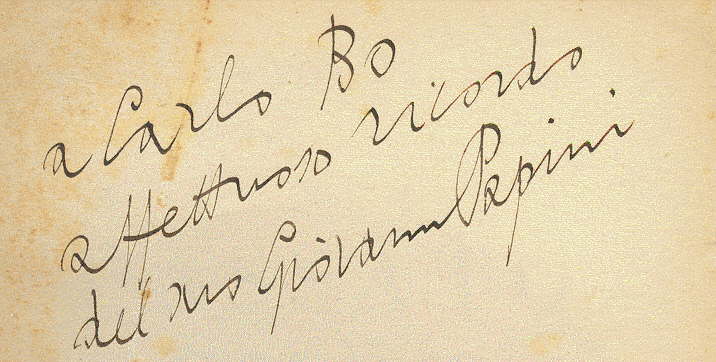 a Carlo Bo
affettuoso ricordo
del suo Giovanni Papini